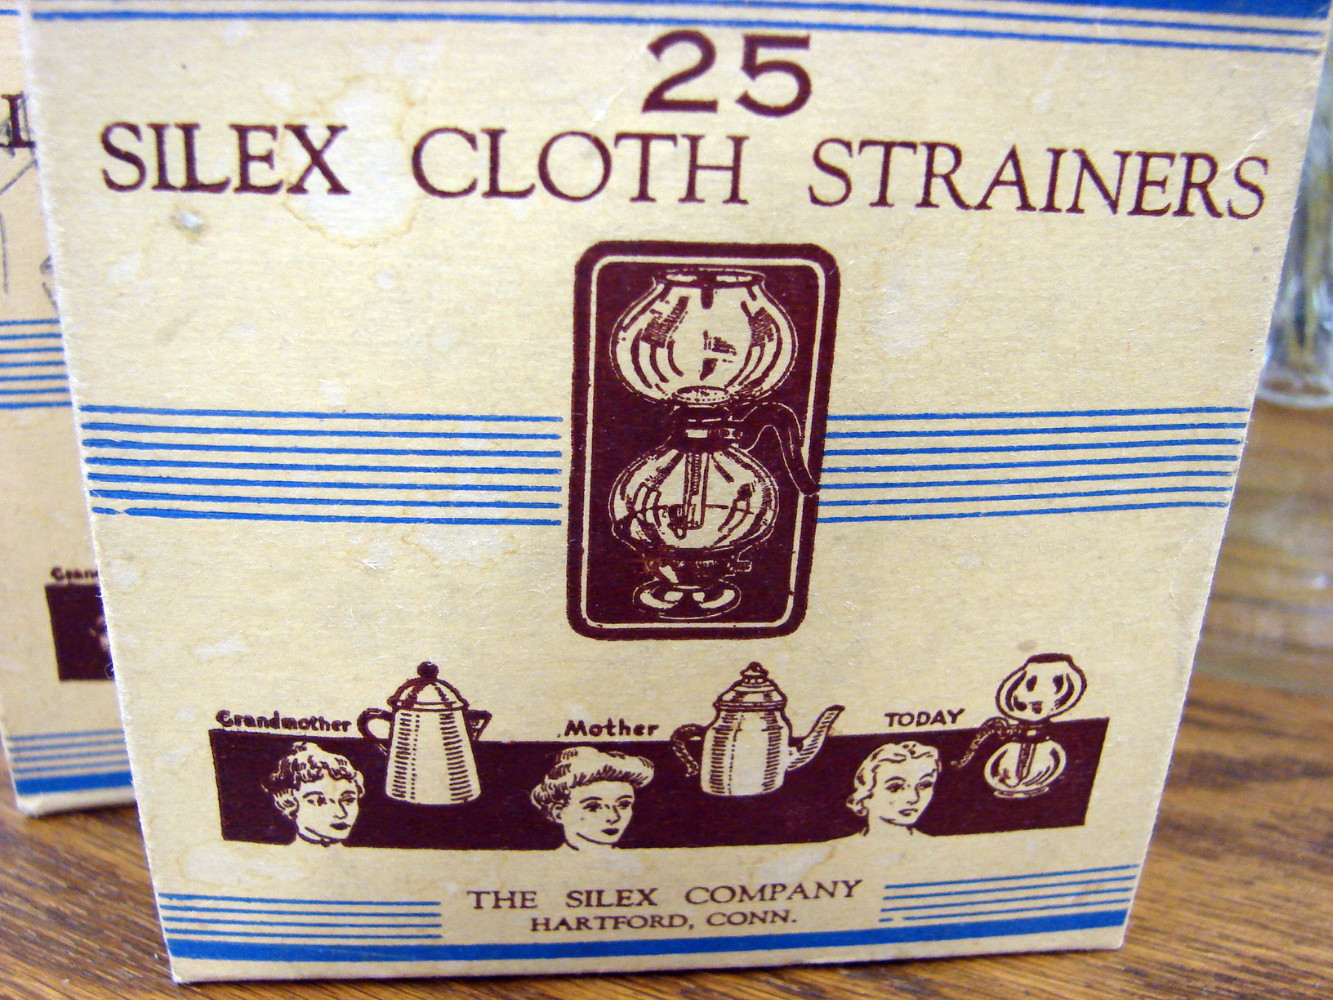 25
SILEX CLOTH STRAINERS
Grandmother
Mother
TODAY
THE SILEX COMPANY
HARTFORD, CONN.